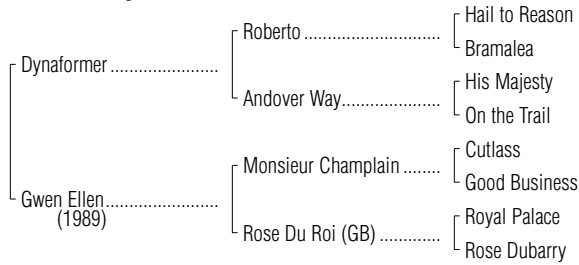 Hail to Reason
Roberto ........................................
Bramalea
Dynaformer ........................
His Majesty
Andover Way.............................
On the Trail
Cutlass
Monsieur Champlain ........
Good Business
Gwen Ellen.........................
(1989)
Royal Palace
Rose Du Roi (GB) ...............
Rose Dubarry